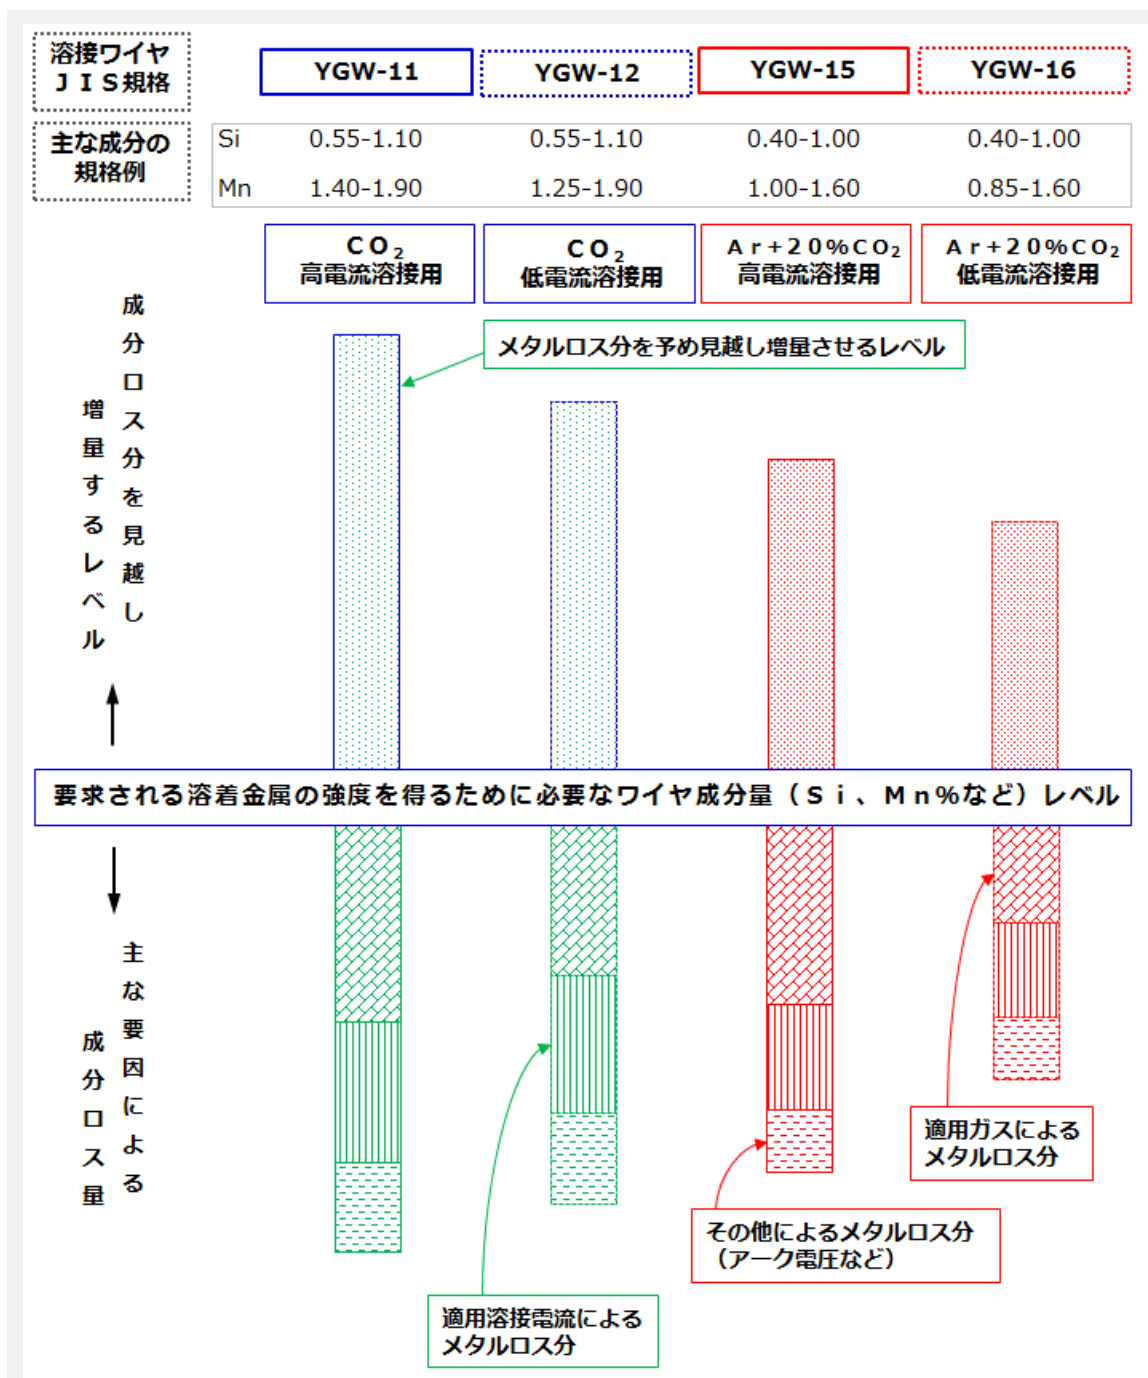 溶接ワイヤ
ＪＩＳ規格
YGW-11
YGW-12
YGW-15
YGW-16
主な成分の
規格例
Si 0.55-1.10 0.55-1.10 0.40-1.00 0.40-1.00
Mn 1.40-1.90 1.25-1.90 1.00-1.60 0.85-1.60
ＣＯ₂
高電流溶接用
ＣＯ₂
低電流溶接用
Ａｒ+２０%ＣＯ₂
高電流溶接用
Ａｒ+２０%ＣＯ₂
低電流溶接用
成分ロス分を見越し
増量するレベル
メタルロス分を予め見越し増量させるレベル
要求される溶着金属の強度を得るために必要なワイヤ成分量（Ｓｉ、Ｍｎ%など）レベル
主な要因による
成分ロス量
適用ガスによる
メタルロス分
その他によるメタルロス分
（アーク電圧など）
適用溶接電流による
メタルロス分